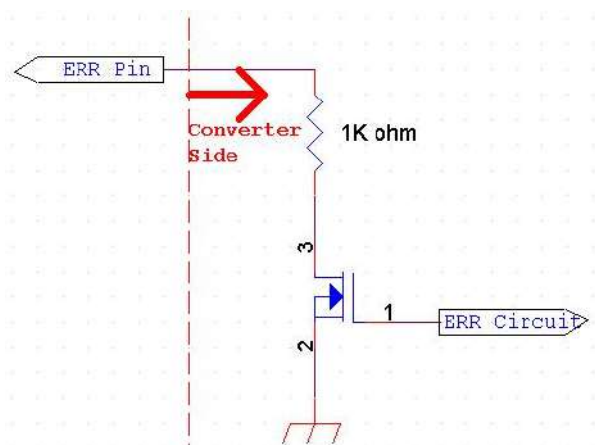 ERR Pin
Converter
Side
1K ohm
3
1
ERR Circuit
2